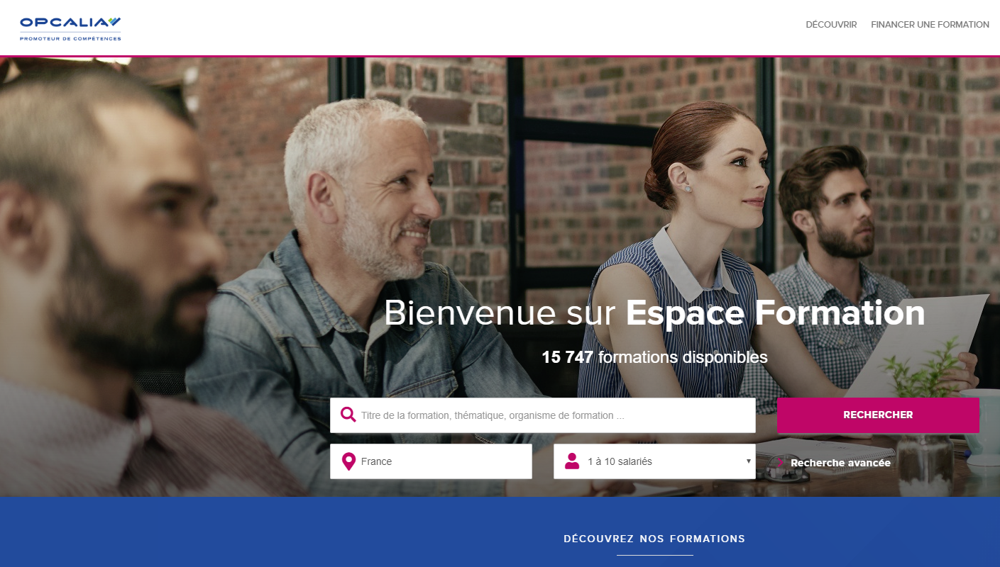 OPCALIA
PROMOTEUR DE COMPÉTENCES
DÉCOUVRIR FINANCER UNE FORMATION
Bienvenue sur Espace Formation
15 747 formations disponibles
Titre de la formation, thématique, organisme de formation ...
RECHERCHER
France
1 à 10 salariés
Recherche avancée
DÉCOUVREZ NOS FORMATIONS